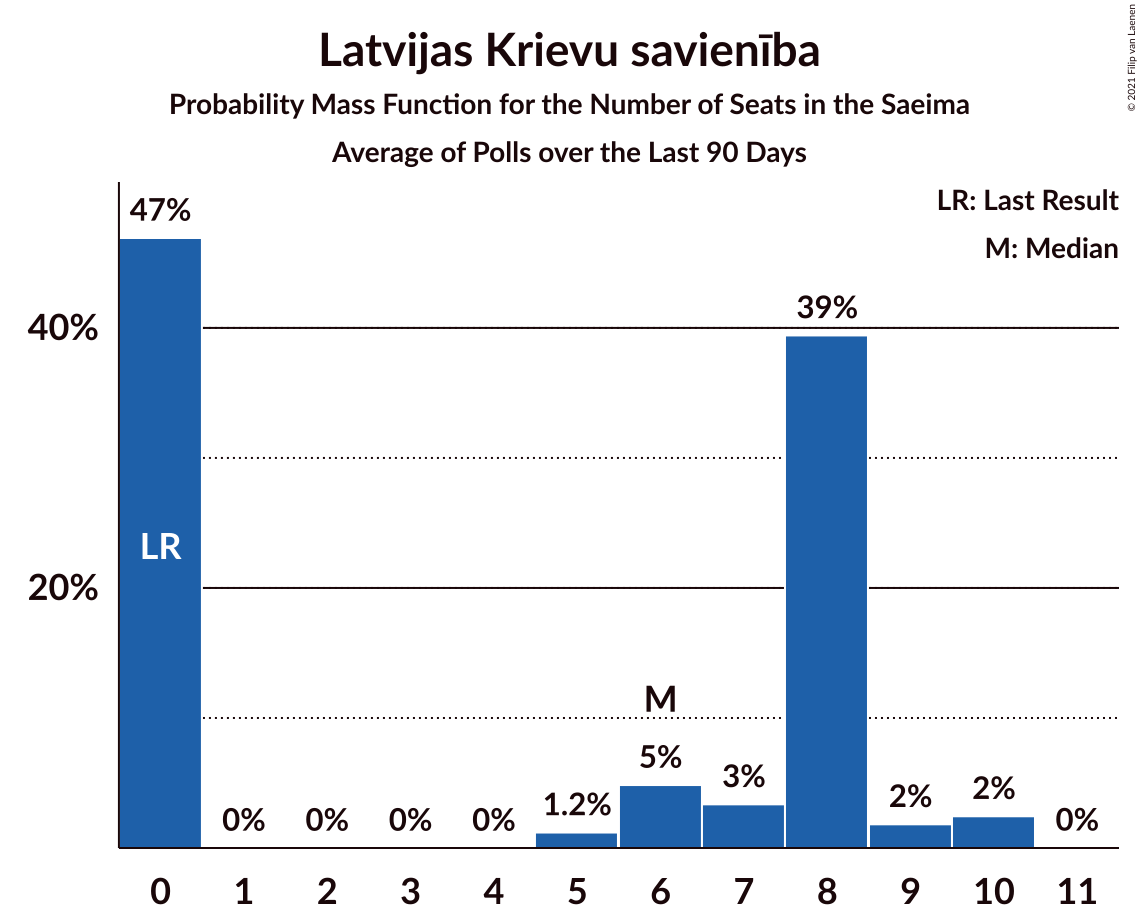 Latvijas Krievu savienība
Probability Mass Function for the Number of Seats in the Saeima
Average of Polls over the Last 90 Days
© 2021 Filip van Laenen
LR: Last Result
M: Median
47%
39%
40%
LR
20%
M
5%
3%
1.2%
2%
2%
0%
0%
0%
0%
0%
0 1 2 3 4 5 6 7 8 9 10 11